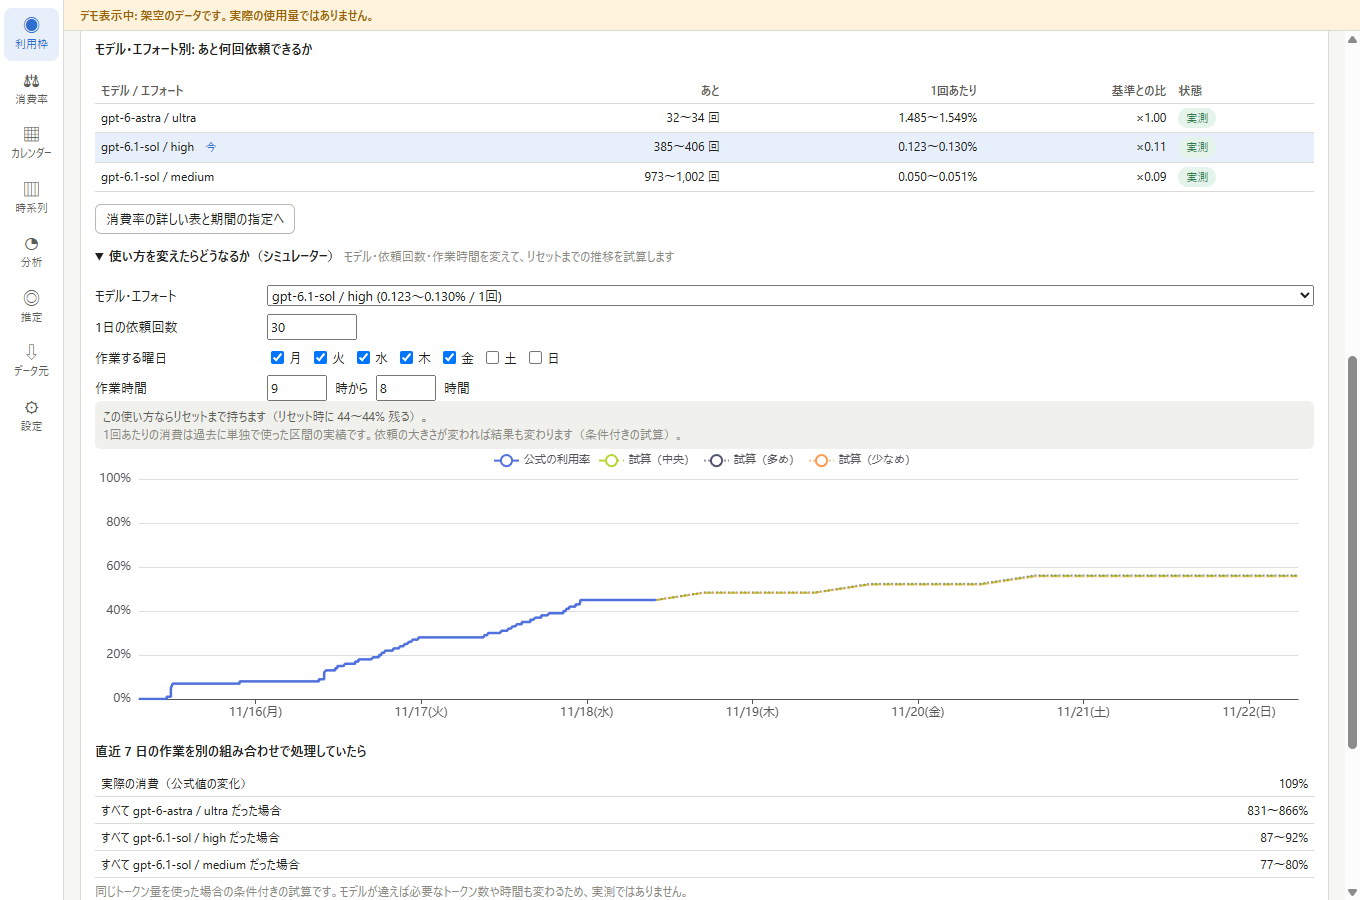 デモ表示中: 架空のデータです。実際の使用量ではありません。
利用枠
消費率
カレンダー
時系列
分析
推定
データ元
設定
モデル・エフォート別: あと何回依頼できるか
モデル / エフォート あと 1回あたり 基準との比 状態
gpt-6-astra / ultra 32～34 回 1.485～1.549% ×1.00 実測
gpt-6.1-sol / high 今 385～406 回 0.123～0.130% ×0.11 実測
gpt-6.1-sol / medium 973～1,002 回 0.050～0.051% ×0.09 実測
消費率の詳しい表と期間の指定へ
▼ 使い方を変えたらどうなるか（シミュレーター） モデル・依頼回数・作業時間を変えて、リセットまでの推移を試算します
モデル・エフォート gpt-6.1-sol / high (0.123～0.130% / 1回)
1日の依頼回数 30
作業する曜日 月 火 水 木 金 土 日
作業時間 9 時から 8 時間
この使い方ならリセットまで持ちます（リセット時に 44～44% 残る）。
1回あたりの消費は過去に単独で使った区間の実績です。依頼の大きさが変われば結果も変わります（条件付きの試算）。
公式の利用率 試算（中央） 試算（多め） 試算（少なめ）
100%
80%
60%
40%
20%
0%
11/16(月) 11/17(火) 11/18(水) 11/19(木) 11/20(金) 11/21(土) 11/22(日)
直近 7 日の作業を別の組み合わせで処理していたら
実際の消費（公式値の変化） 109%
すべて gpt-6-astra / ultra だった場合 831～866%
すべて gpt-6.1-sol / high だった場合 87～92%
すべて gpt-6.1-sol / medium だった場合 77～80%
同じトークン量を使った場合の条件付きの試算です。モデルが違えば必要なトークン数や時間も変わるため、実測ではありません。